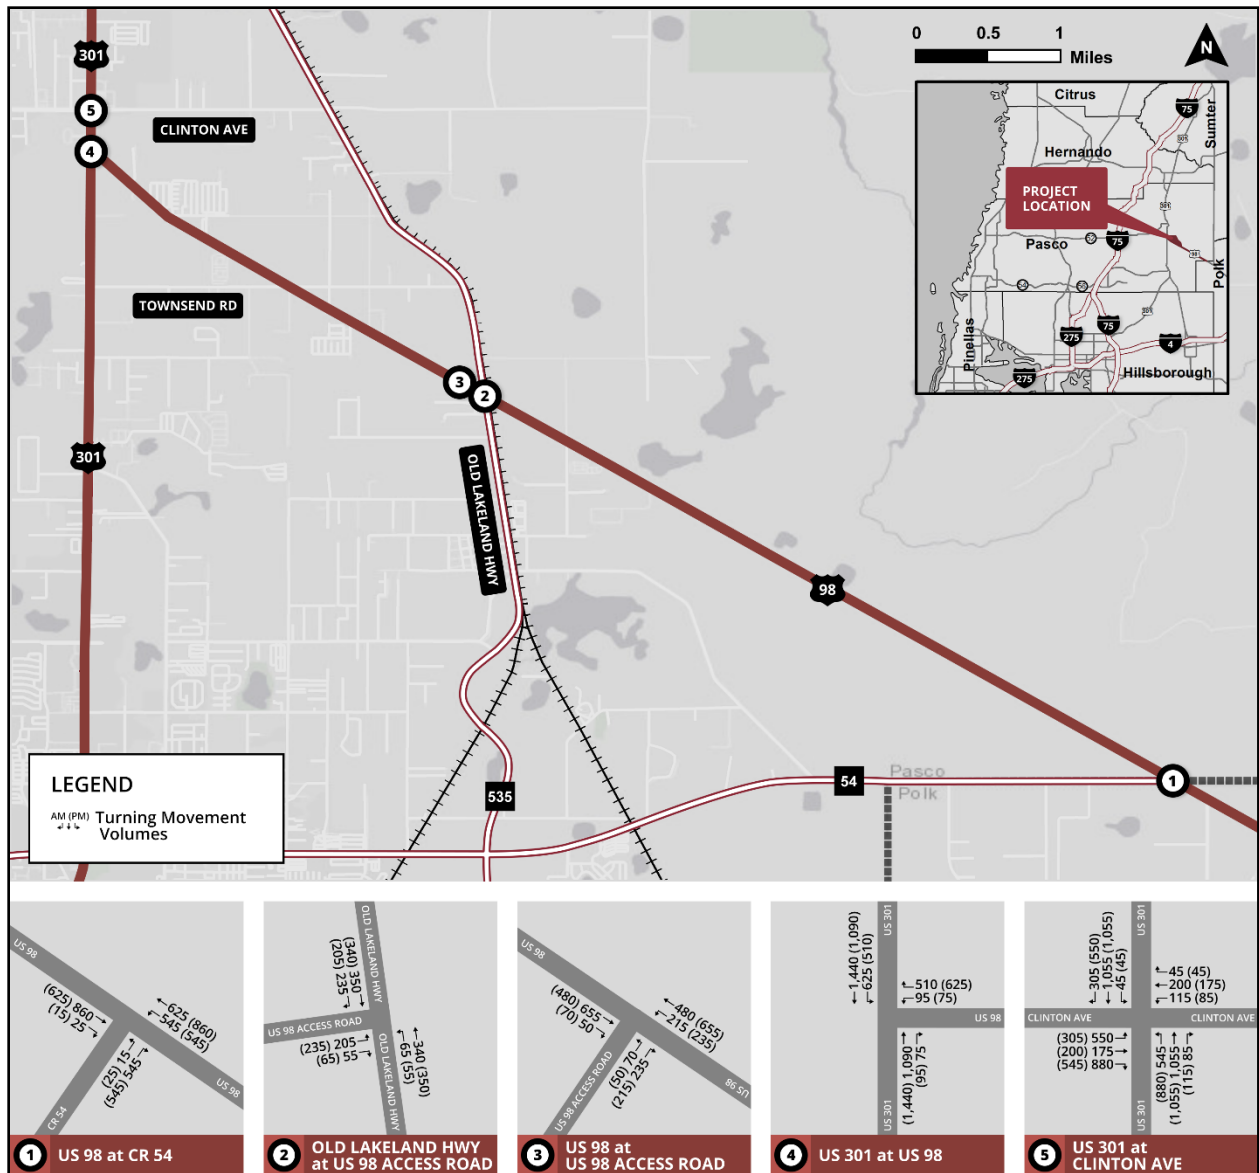 301
5
4
CLINTON AVE
0 0.5 1
Miles
N
Citrus
75
Sumter
301
Hernando
PROJECT
LOCATION
301
Pasco
52
75
98
Polk
54
56
301
75
275
4
Pinellas
Hillsborough
275
TOWNSEND RD
3
2
301
OLD LAKELAND HWY
98
LEGEND
AM (PM)
Turning Movement
Volumes
535
54
Pasco
Polk
1
US 98
(625) 860
(15) 25
625 (860)
545 (545)
(25) 15
(545) 545
CR 54
US 98
1 US 98 at CR 54
OLD LAKELAND HWY
(340) 350
(205) 235
US 98 ACCESS ROAD
(235) 205
(65) 55
340 (350)
65 (55)
OLD LAKELAND HWY
2 OLD LAKELAND HWY
at US 98 ACCESS ROAD
US 98
(480) 655
(70) 50
480 (655)
215 (235)
(50) 70
(215) 235
US 98 ACCESS ROAD
US 98
3 US 98 at
US 98 ACCESS ROAD
US 301
1,440 (1,090)
625 (510)
510 (625)
95 (75)
US 98
(1,440) 1,090
(95) 75
US 301
4 US 301 at US 98
US 301
305 (550)
1,055 (1,055)
45 (45)
45 (45)
200 (175)
115 (85)
CLINTON AVE
CLINTON AVE
(305) 550
(200) 175
(545) 880
(880) 545
(1,055) 1,055
(115) 85
US 301
5 US 301 at
CLINTON AVE